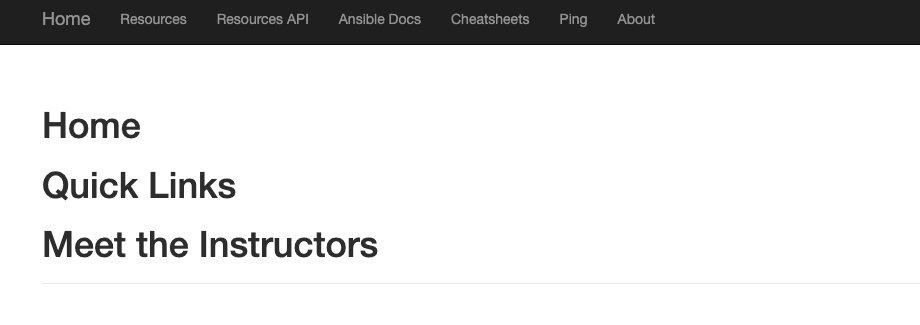 Home Resources Resources API Ansible Docs Cheatsheets Ping About
Home
Quick Links
Meet the Instructors